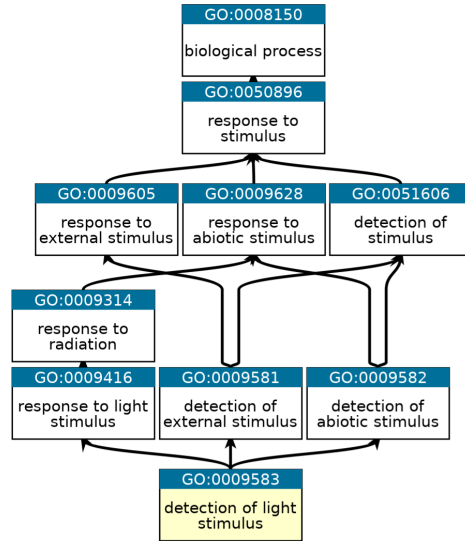 GO:0008150
biological process
GO:0050896
response to
stimulus
GO:0009605
response to
external stimulus
GO:0009628
response to
abiotic stimulus
GO:0051606
detection of
stimulus
GO:0009314
response to
radiation
GO:0009416
response to light
stimulus
GO:0009581
detection of
external stimulus
GO:0009582
detection of
abiotic stimulus
GO:0009583
detection of light
stimulus